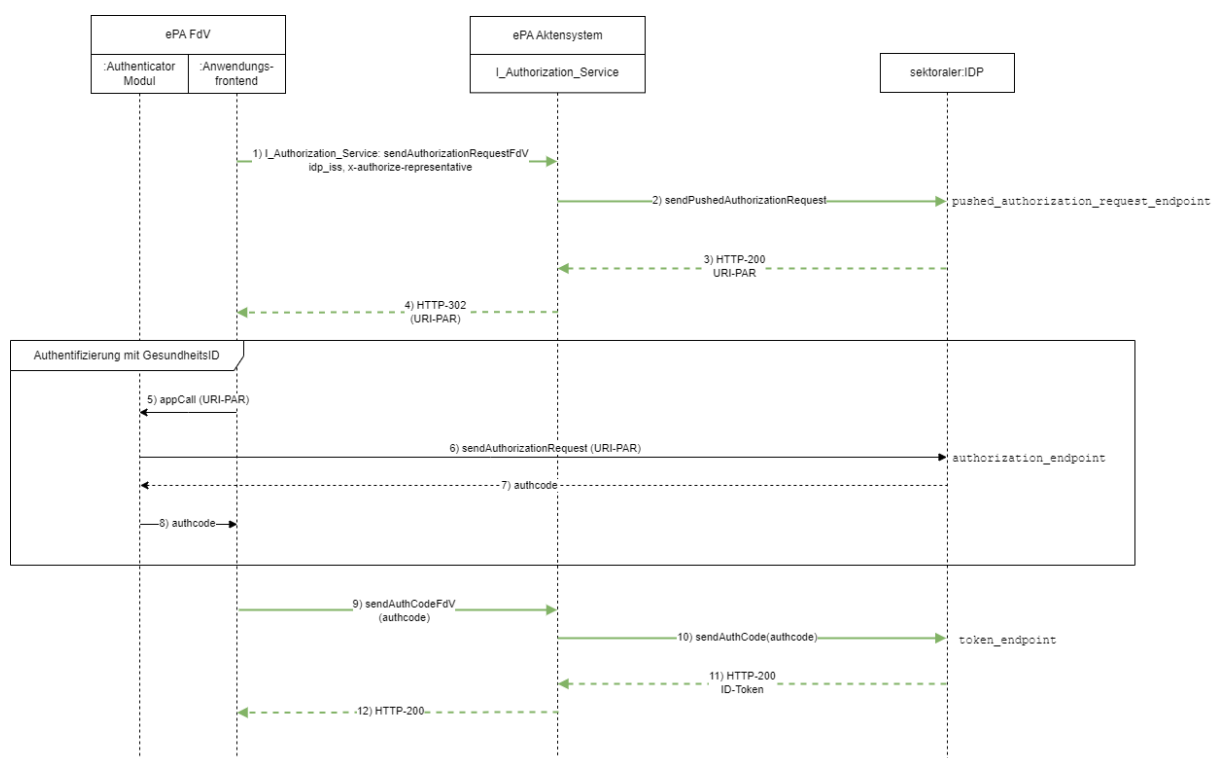 ePA FdV
ePA Aktensystem
:Authenticator
Modul
:Anwendungs-
frontend
I_Authorization_Service
sektoraler:IDP
1) I_Authorization_Service: sendAuthorizationRequestFdV
idp_iss, x-authorize-representative
2) sendPushedAuthorizationRequest
pushed_authorization_request_endpoint
3) HTTP-200
URI-PAR
4) HTTP-302
(URI-PAR)
Authentifizierung mit GesundheitsID
5) appCall (URI-PAR)
6) sendAuthorizationRequest (URI-PAR)
authorization_endpoint
7) authcode
8) authcode
9) sendAuthCodeFdV
(authcode)
10) sendAuthCode(authcode)
token_endpoint
11) HTTP-200
ID-Token
12) HTTP-200